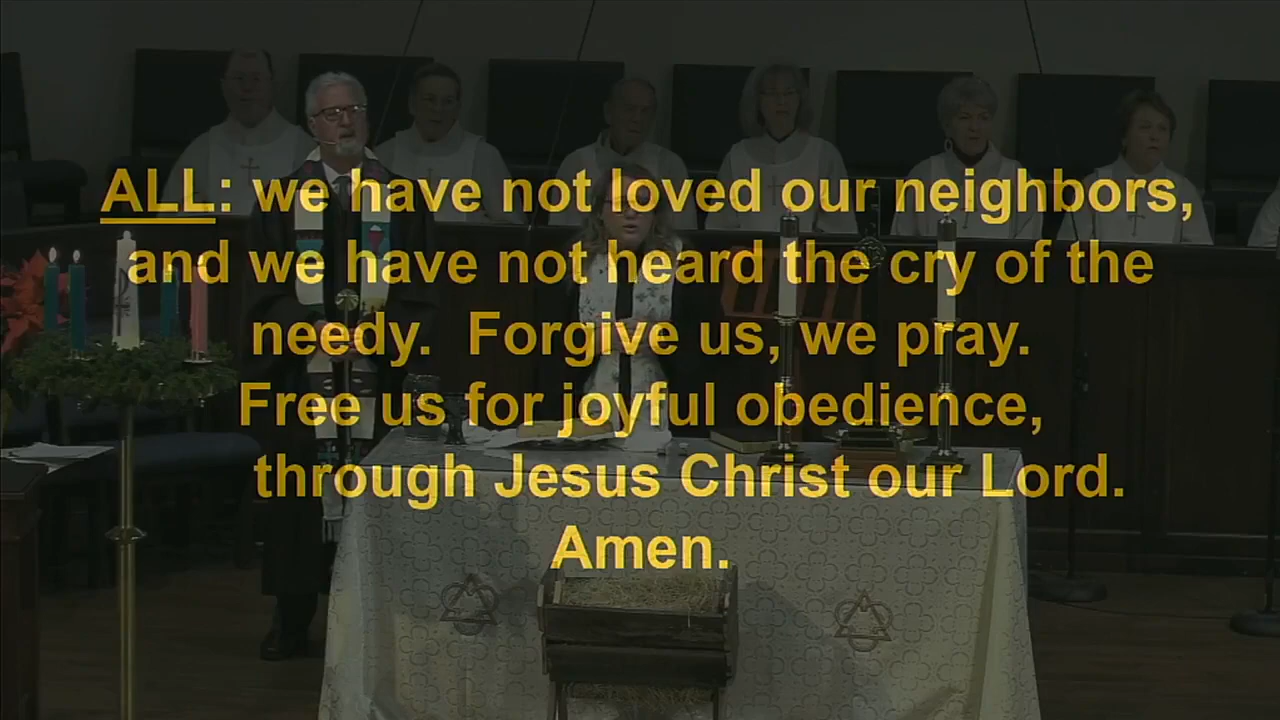 ALL: we have not loved our neighbors,
and we have not heard the cry of the
needy.  Forgive us, we pray.
Free us for joyful obedience,
through Jesus Christ our Lord.
Amen.